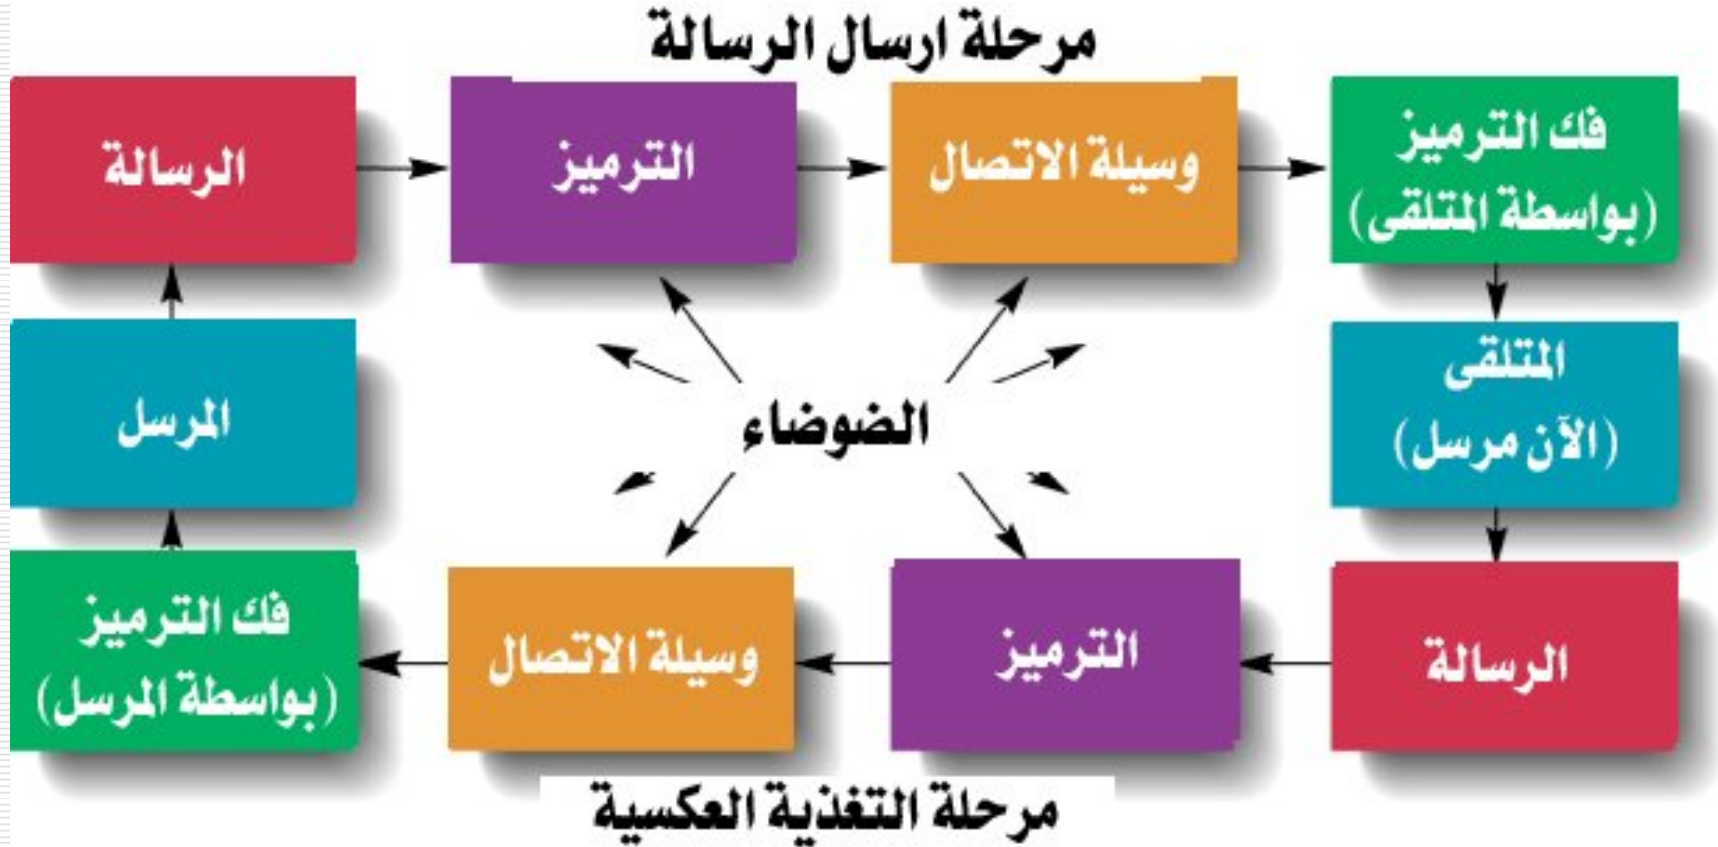 مرحلة ارسال الرسالة
الرسالة
الترميز
وسيلة الاتصال
فك الترميز
(بواسطة المتلقى)
المتلقى
(الآن مرسل)
الرسالة
الترميز
وسيلة الاتصال
فك الترميز
(بواسطة المرسل)
المرسل
الضوضاء
مرحلة التغذية العكسية